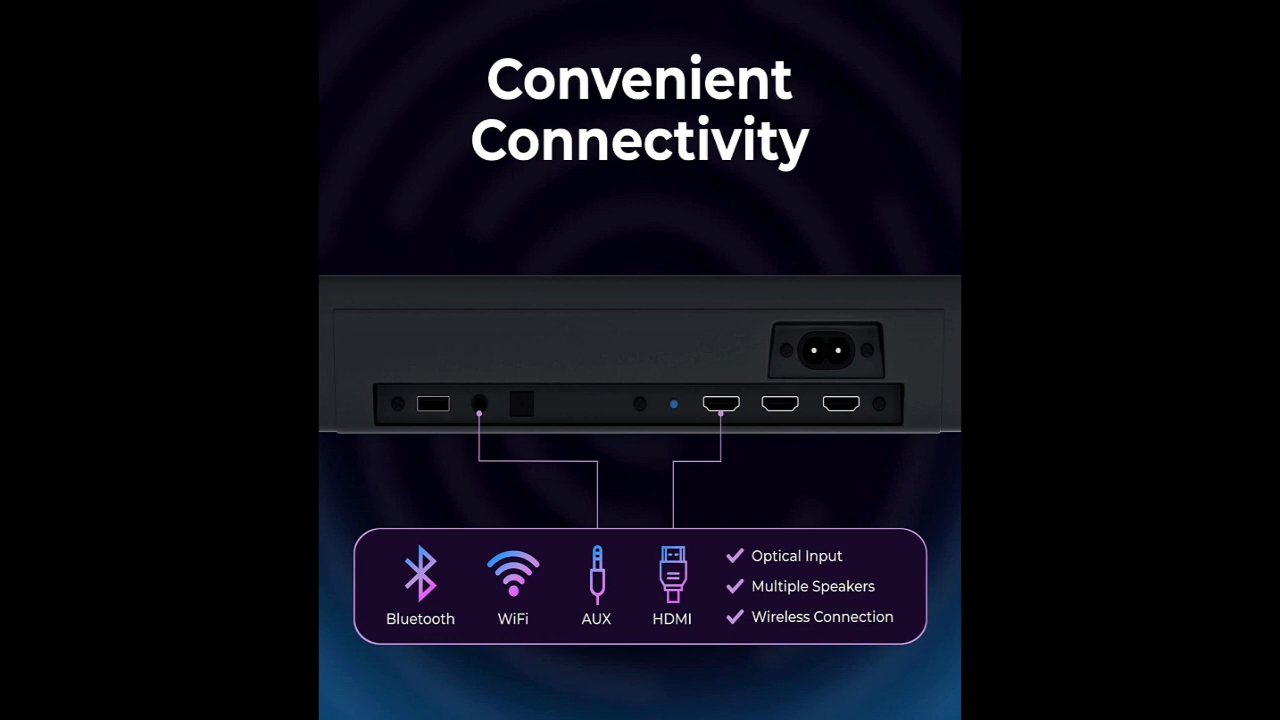 Convenient
Connectivity
Bluetooth
WiFi
AUX
HDMI
Optical Input
Multiple Speakers
Wireless Connection